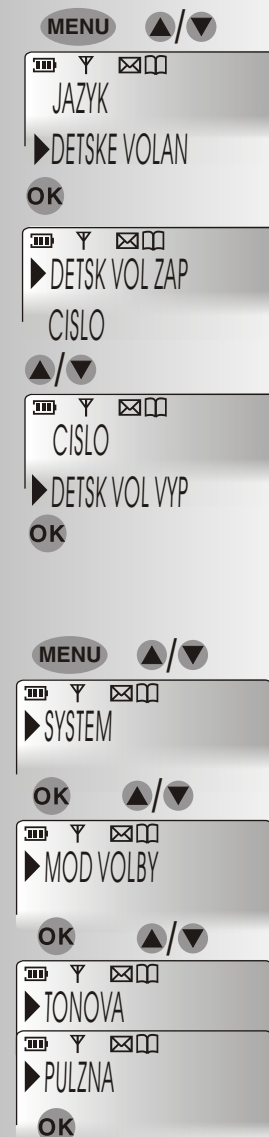 MENU /
JAZYK
DETSKE VOLAN
OK
DETSK VOL ZAP
CISLO
/
CISLO
DETSK VOL VYP
OK
MENU /
SYSTEM
OK /
MOD VOLBY
OK /
TONOVA
PULZNA
OK